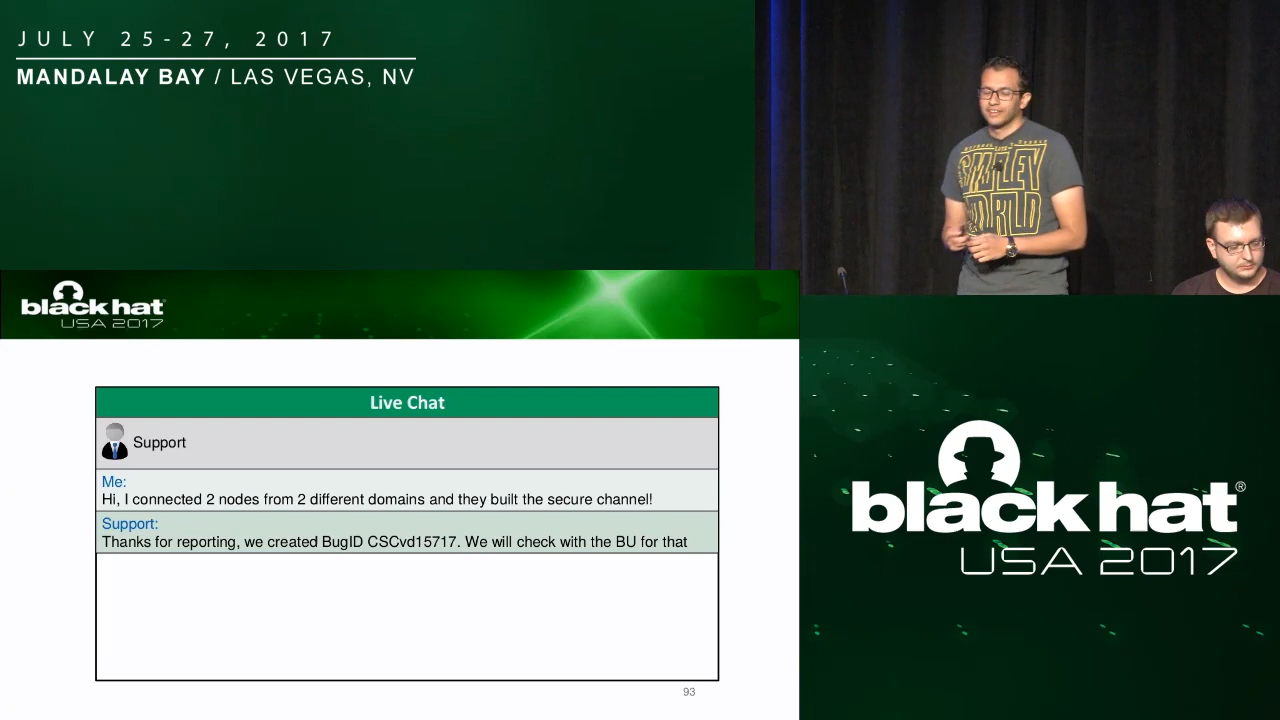 JULY 25-27, 2017
MANDALAY BAY / LAS VEGAS, NV
SMILEY
WORLD
black hat
USA 2017
Live Chat
Support
Me:
Hi, I connected 2 nodes from 2 different domains and they built the secure channel!
Support:
Thanks for reporting, we created BugID CSCvd15717. We will check with the BU for that
93
black hat®
USA 2017